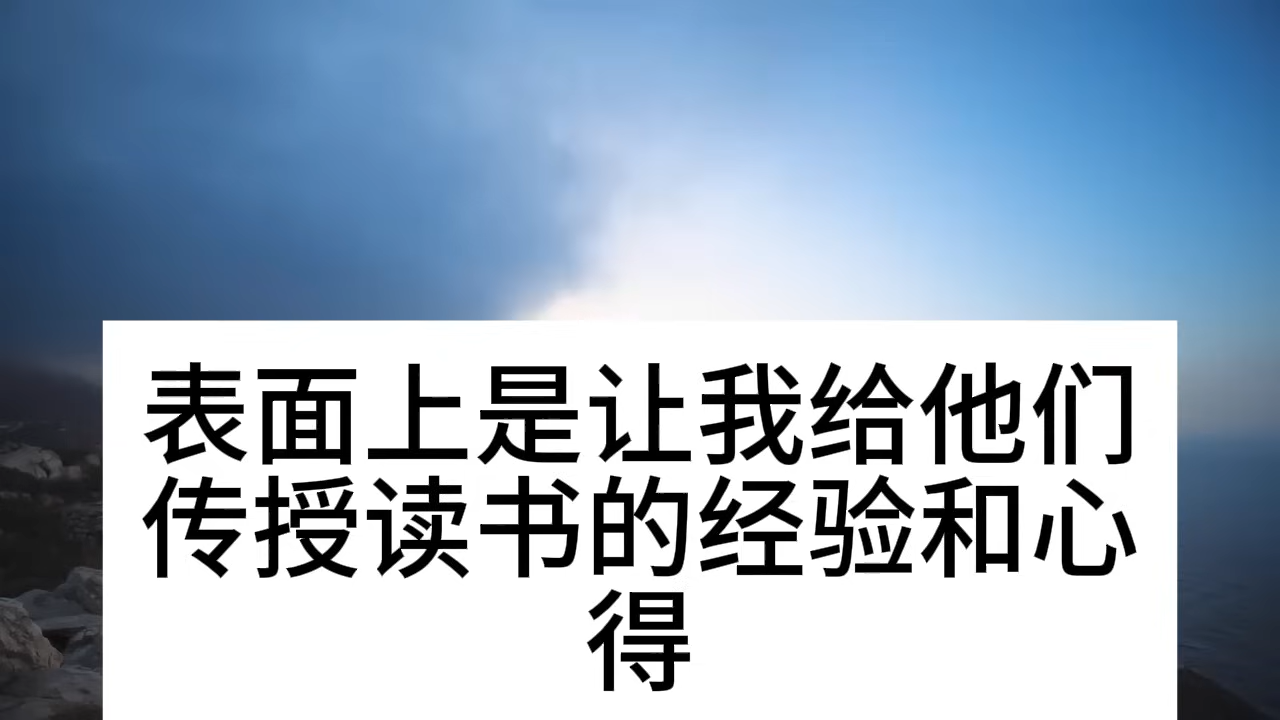 表面上是让我给他们
传授读书的经验和心
得